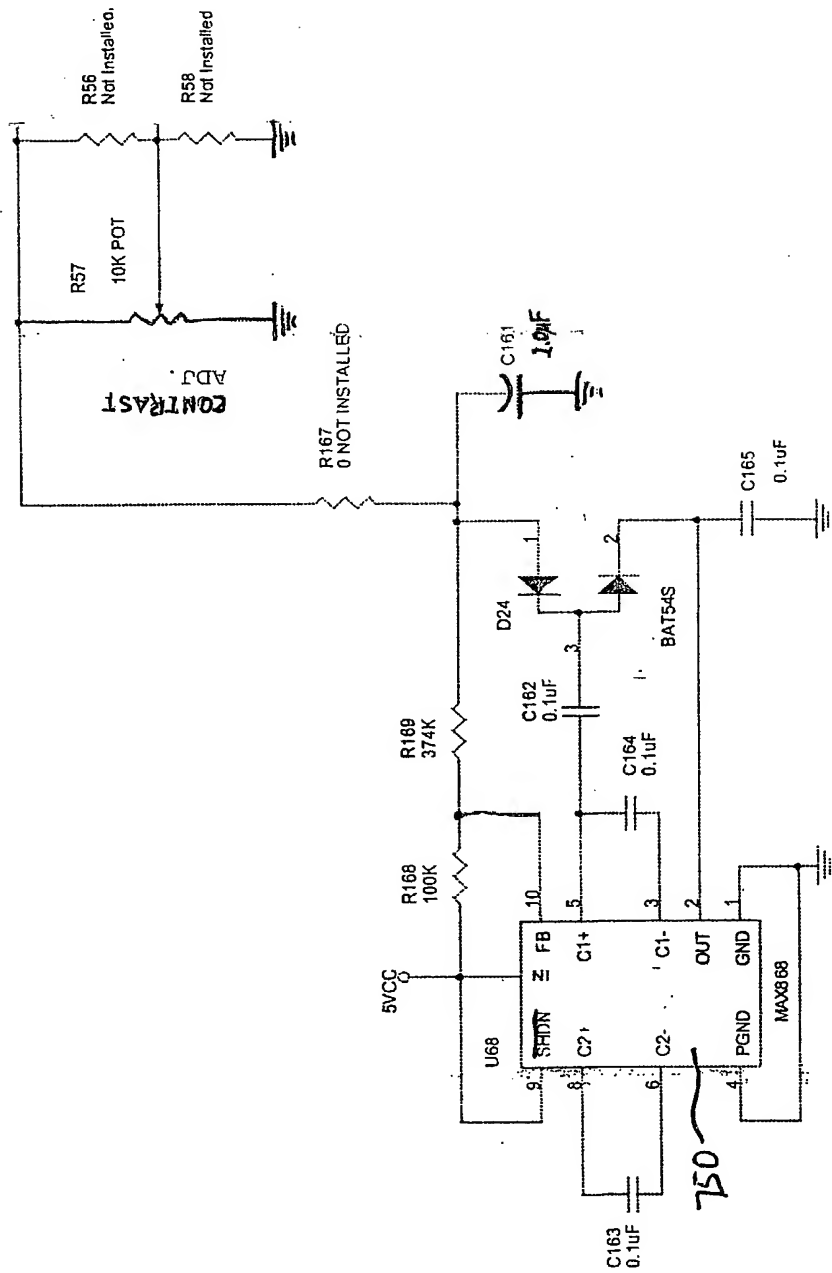 R56
Not Installed,
R58
Not Installed
R57
10K POT
CONTRAST
ADJ.
R167
0 NOT INSTALLED
C161
1.0µF
D24
1
2
3
BAT54S
C165
0.1uF
R169
374K
C162
0.1uF
C164
0.1uF
R168
100K
5VCC
U68
SHDN
IN
FB
C2+
C1+
C2-
C1-
OUT
PGND
GND
9
8
6
4
10
5
3
2
1
MAX868
750
C163
0.1uF